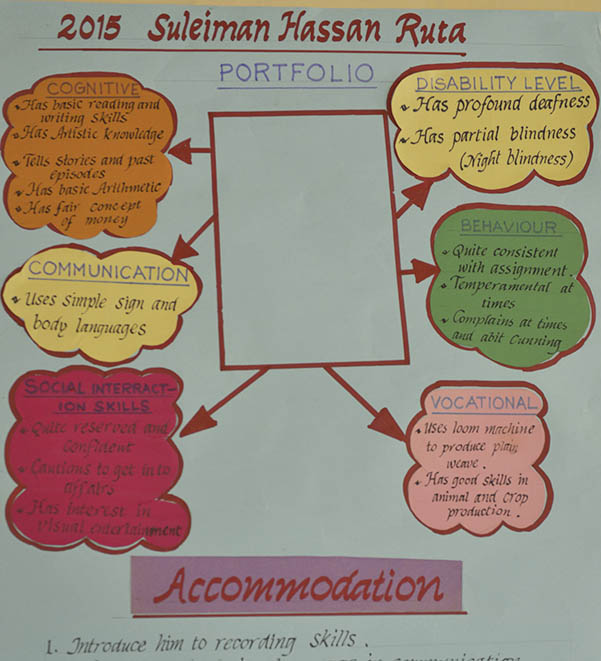 2015 Suleiman Hassan Ruta
PORTFOLIO
COGNITIVE
Has basic reading and
writing skills
Has Artistic knowledge
Tells stories and past
episodes
Has basic Arithmetic
Has fair concept
of money
COMMUNICATION
Uses simple sign and
body languages
SOCIAL INTERRACT-
ION SKILLS
Quite reserved and
confident
Cautious to get into
affairs
Has interest in
visual entertainment
DISABILITY LEVEL
Has profound deafness
Has partial blindness
(Night blindness)
BEHAVIOUR
Quite consistent
with assignment.
Temperamental at
times
Complains at times
and abit cunning
VOCATIONAL
Uses loom machine
to produce plain
weave.
Has good skills in
animal and crop
production.
Accommodation
1. Introduce him to recording skills.
in communication